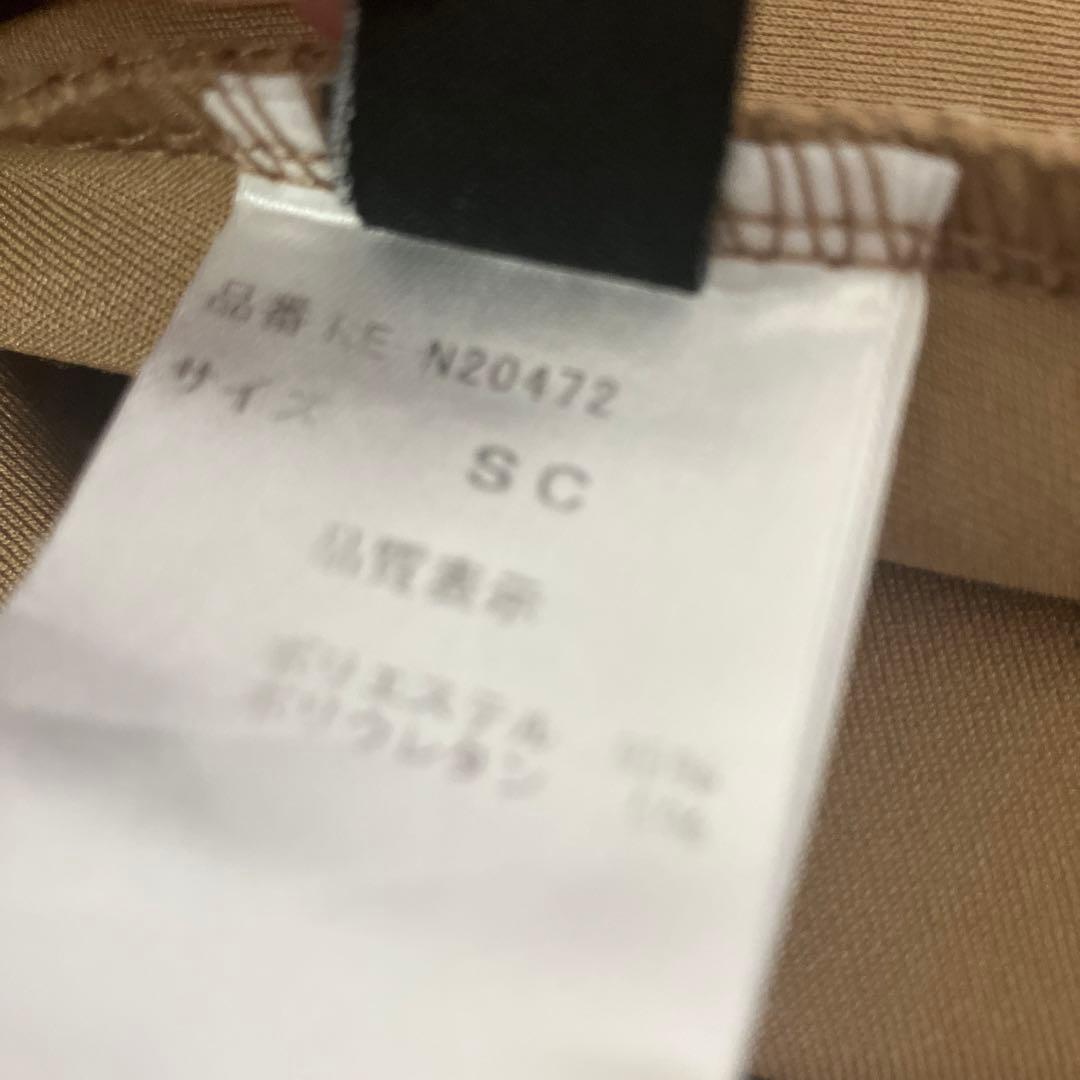 品番 KE N20472
サイズ
SC
品質表示
ポリエステル
ポリウレタン